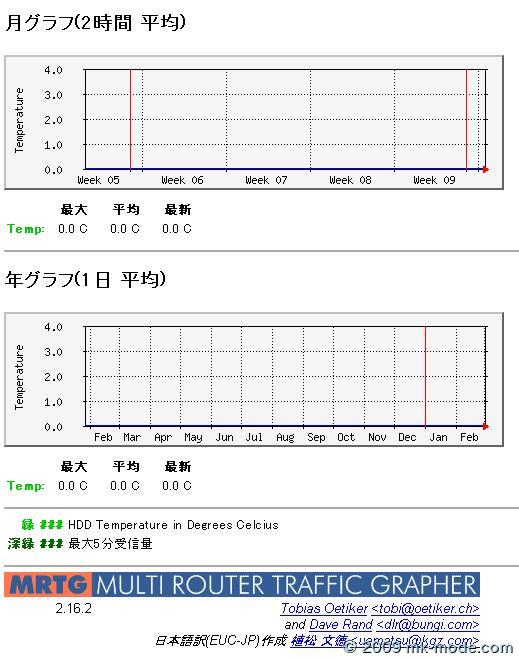 月グラフ(2時間 平均)
4.0
3.0
2.0
1.0
0.0
Temperature
Week 05 Week 06 Week 07 Week 08 Week 09
最大 平均 最新
Temp: 0.0 C 0.0 C 0.0 C
年グラフ(1日 平均)
4.0
3.0
2.0
1.0
0.0
Temperature
Feb Mar Apr May Jun Jul Aug Sep Oct Nov Dec Jan Feb
最大 平均 最新
Temp: 0.0 C 0.0 C 0.0 C
緑 ### HDD Temperature in Degrees Celcius
深緑 ### 最大5分受信量
MRTG MULTI ROUTER TRAFFIC GRAPHER
2.16.2 Tobias Oetiker <tobi@oetiker.ch>
and Dave Rand <dlr@bungi.com>
日本語訳(EUC-JP)作成 植松 文徳 <uematsu@kgz.com>
© 2009 mk-mode.com